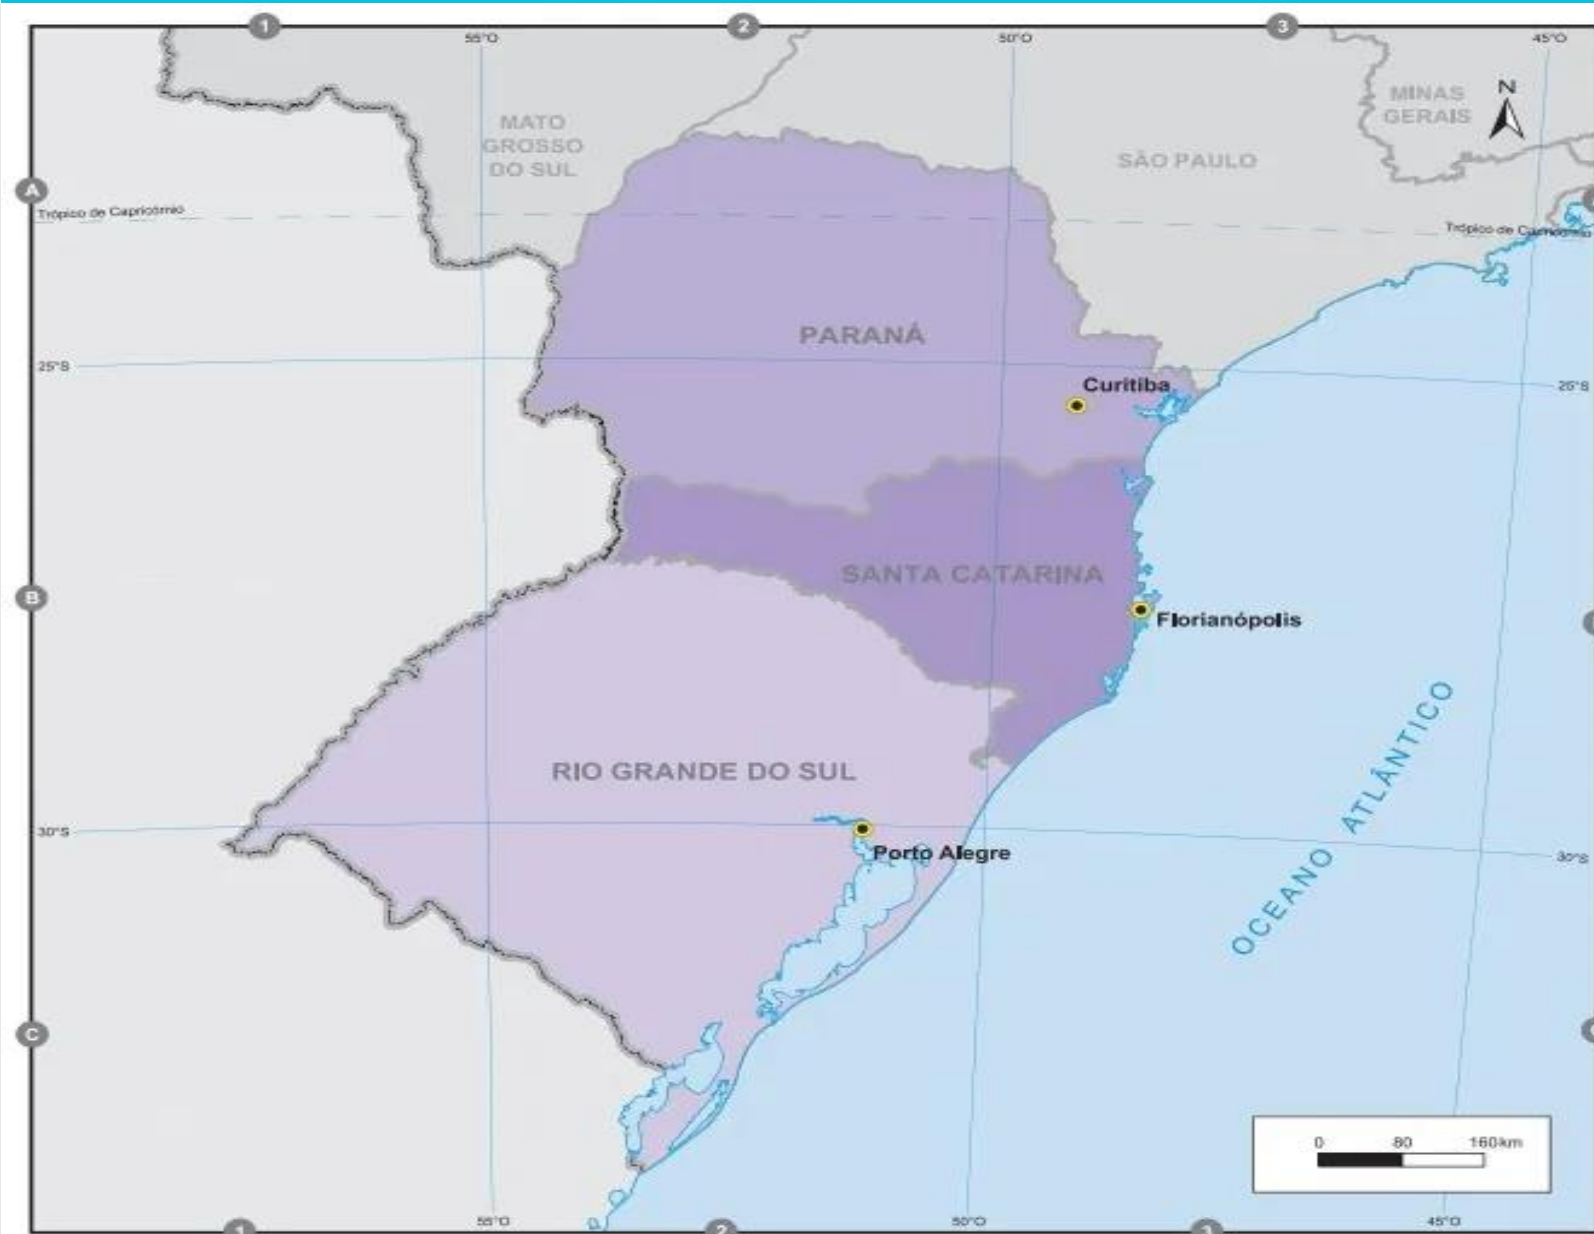 1
2
3
55°O
50°O
45°O
N
MINAS
GERAIS
MATO
GROSSO
DO SUL
SÃO PAULO
A
Trópico de Capricórnio
Trópico de Capricórnio
PARANÁ
25°S
25°S
Curitiba
SANTA CATARINA
B
Florianópolis
RIO GRANDE DO SUL
OCEANO ATLÂNTICO
30°S
30°S
Porto Alegre
C
0 80 160km
55°O
50°O
45°O
1
2
3